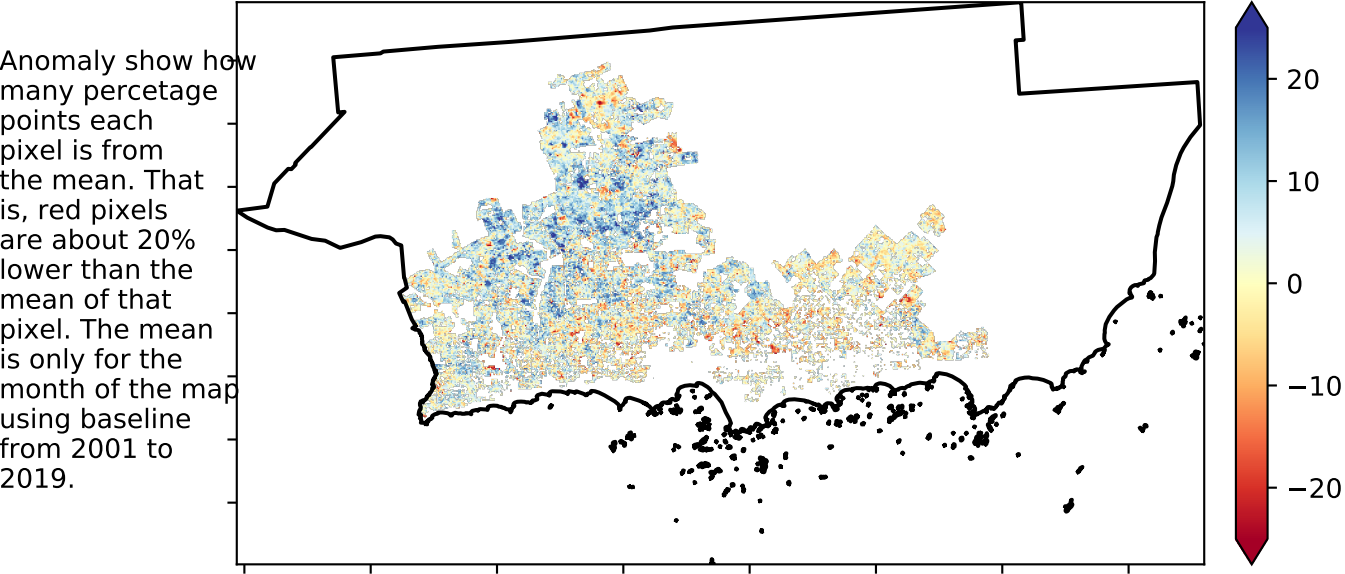 Anomaly show how
many percetage
points each
pixel is from
the mean. That
is, red pixels
are about 20%
lower than the
mean of that
pixel. The mean
is only for the
month of the map
using baseline
from 2001 to
2019.
20
10
0
−10
−20